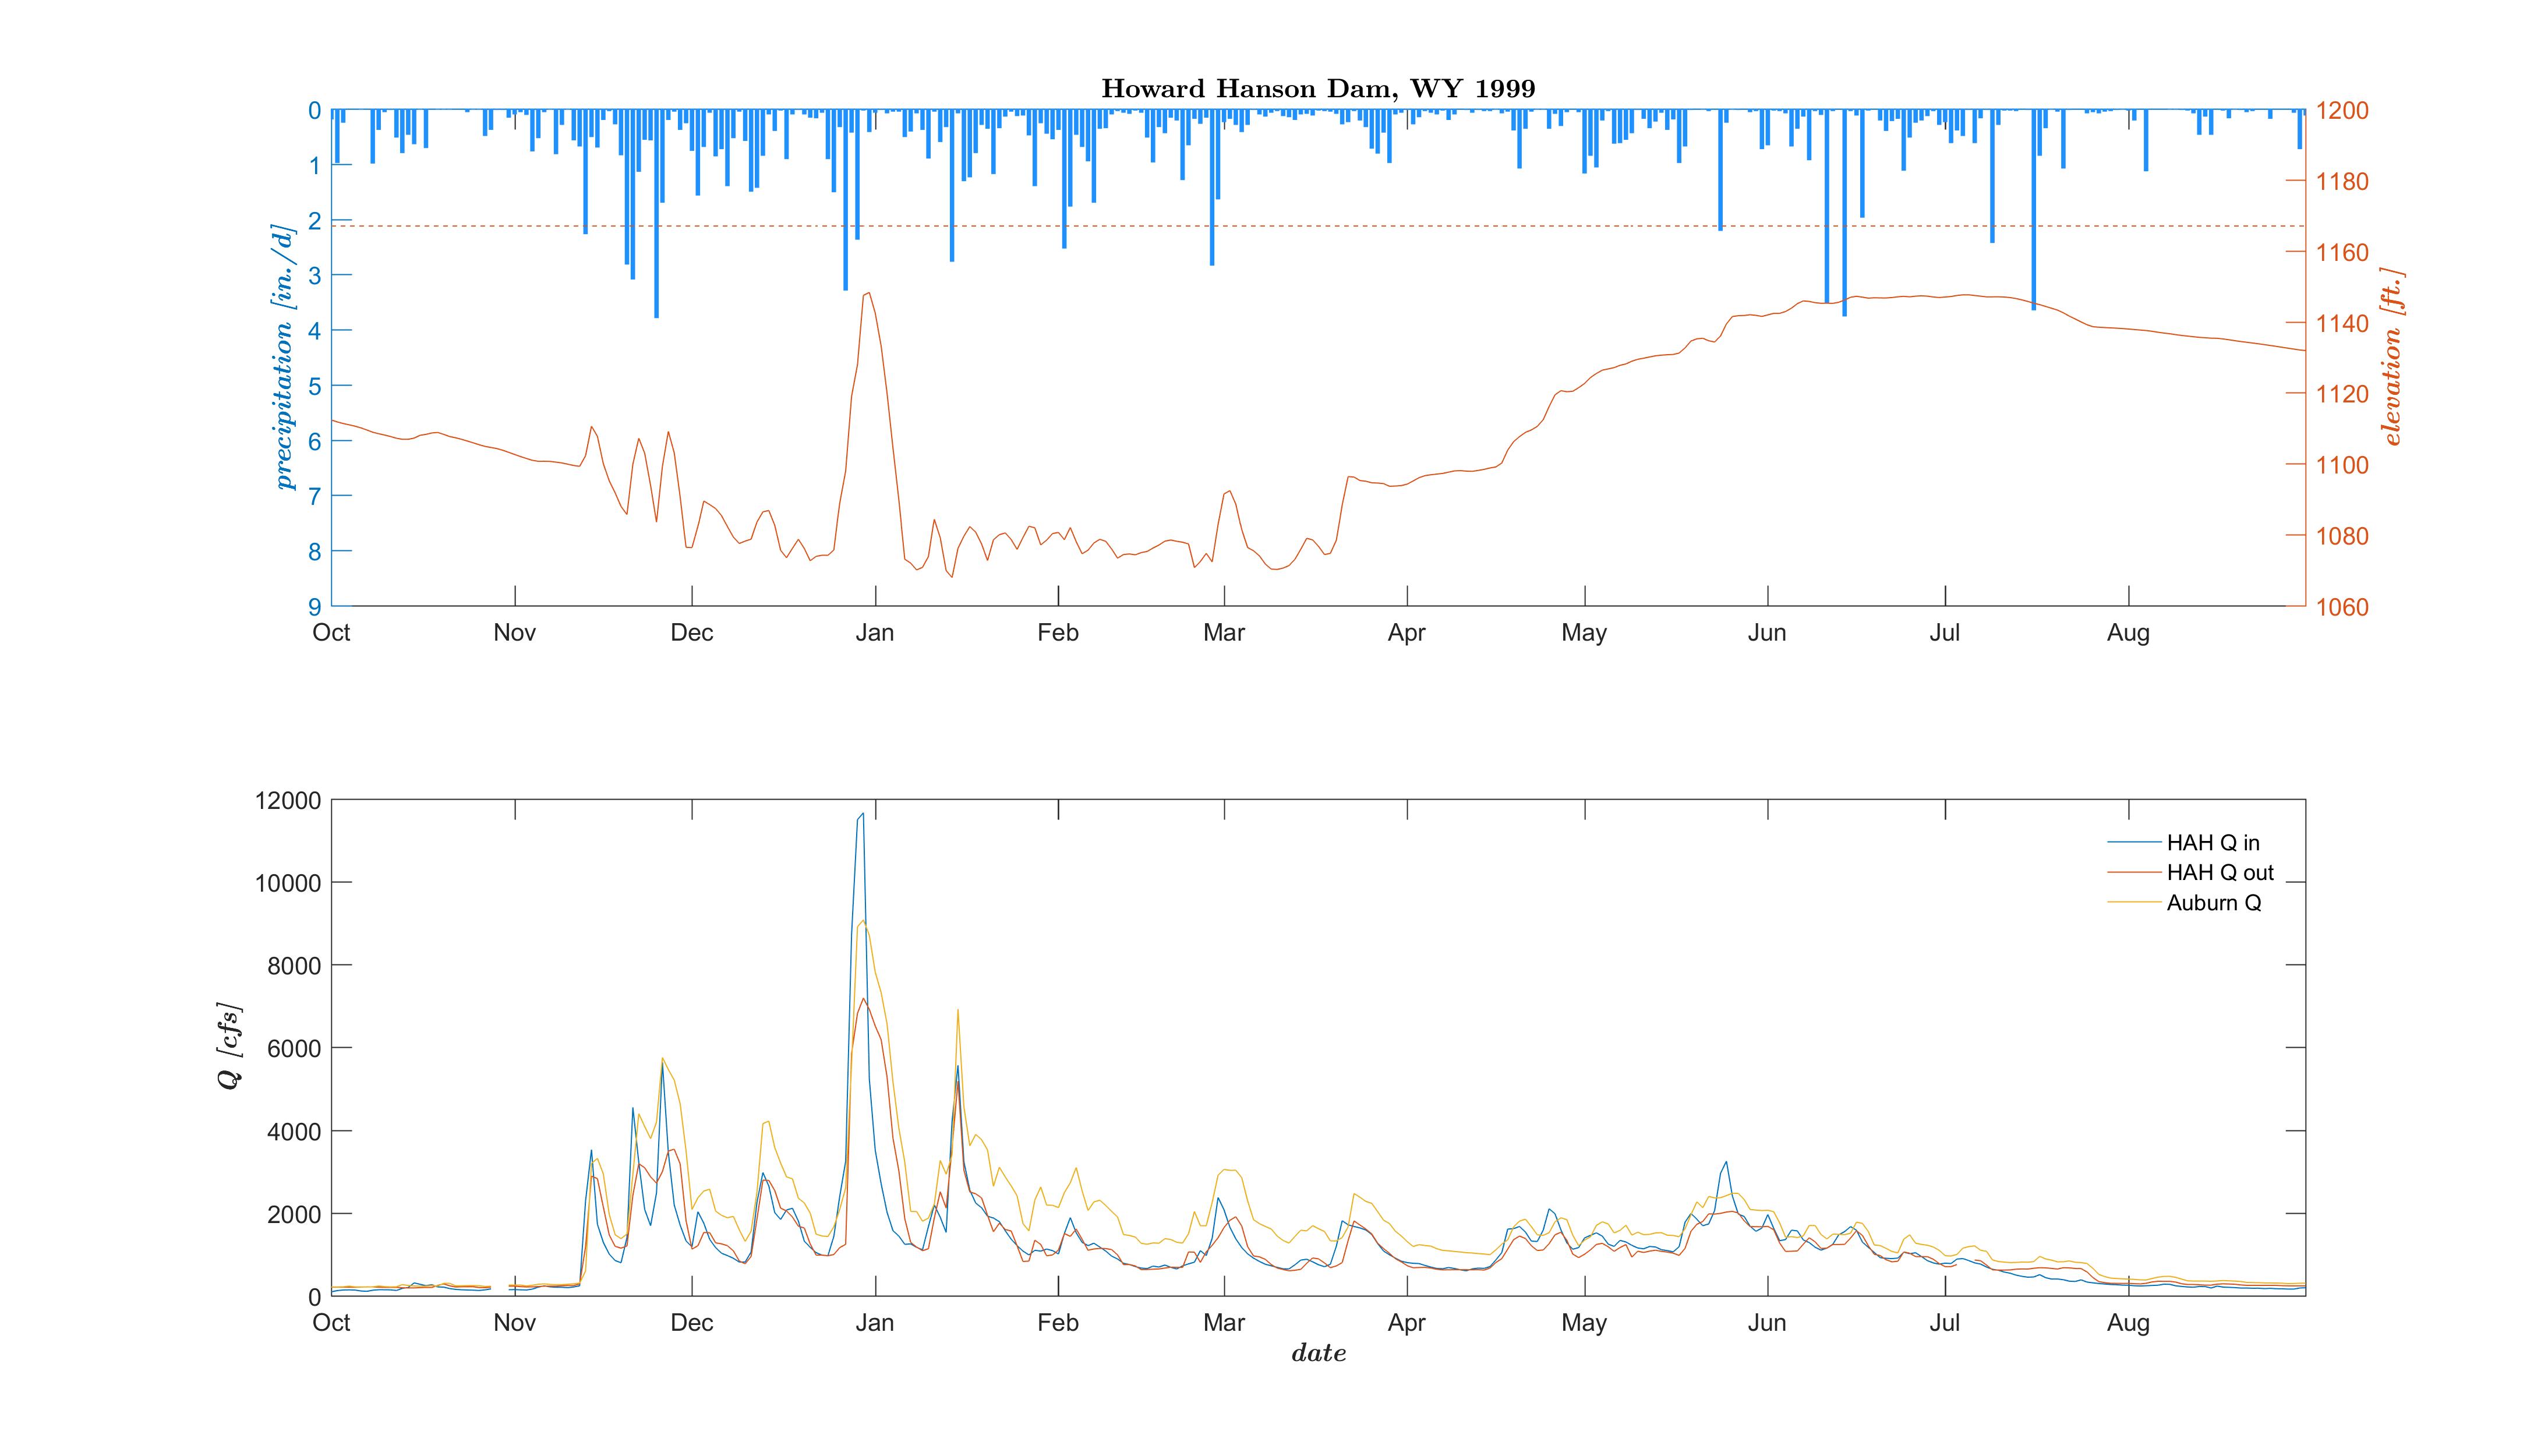 Howard Hanson Dam, WY 1999
0
1
2
3
4
5
6
7
8
9
precipitation [in./d]
1200
1180
1160
1140
1120
1100
1080
1060
elevation [ft.]
Oct Nov Dec Jan Feb Mar Apr May Jun Jul Aug
12000
10000
8000
6000
4000
2000
0
Q [cfs]
HAH Q in
HAH Q out
Auburn Q
Oct Nov Dec Jan Feb Mar Apr May Jun Jul Aug
date